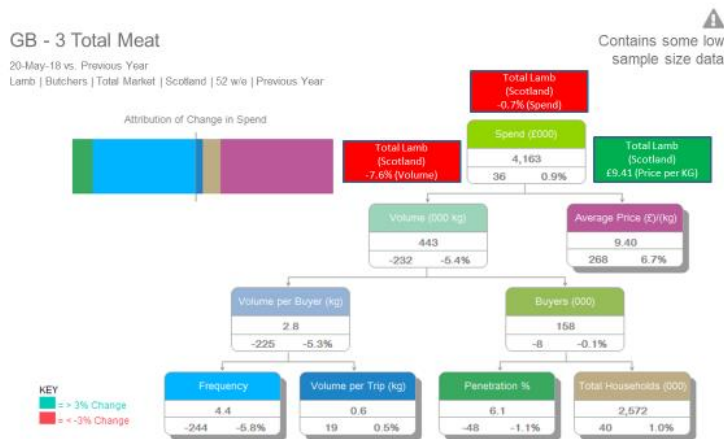 GB - 3 Total Meat
Contains some low
sample size data
20-May-18 vs. Previous Year
Lamb | Butchers | Total Market | Scotland | 52 w/e | Previous Year
Attribution of Change in Spend
Total Lamb
(Scotland)
-0.7% (Spend)
Total Lamb
(Scotland)
-7.6% (Volume)
Spend (£000)
4,163
36 0.9%
Total Lamb
(Scotland)
£9.41 (Price per KG)
Volume (000 kg)
443
-232 -5.4%
Average Price (£)/(kg)
9.40
268 6.7%
Volume per Buyer (kg)
2.8
-225 -5.3%
Buyers (000)
158
-8 -0.1%
KEY
= > 3% Change
= < -3% Change
Frequency
4.4
-244 -5.8%
Volume per Trip (kg)
0.6
19 0.5%
Penetration %
6.1
-48 -1.1%
Total Households (000)
2,572
40 1.0%